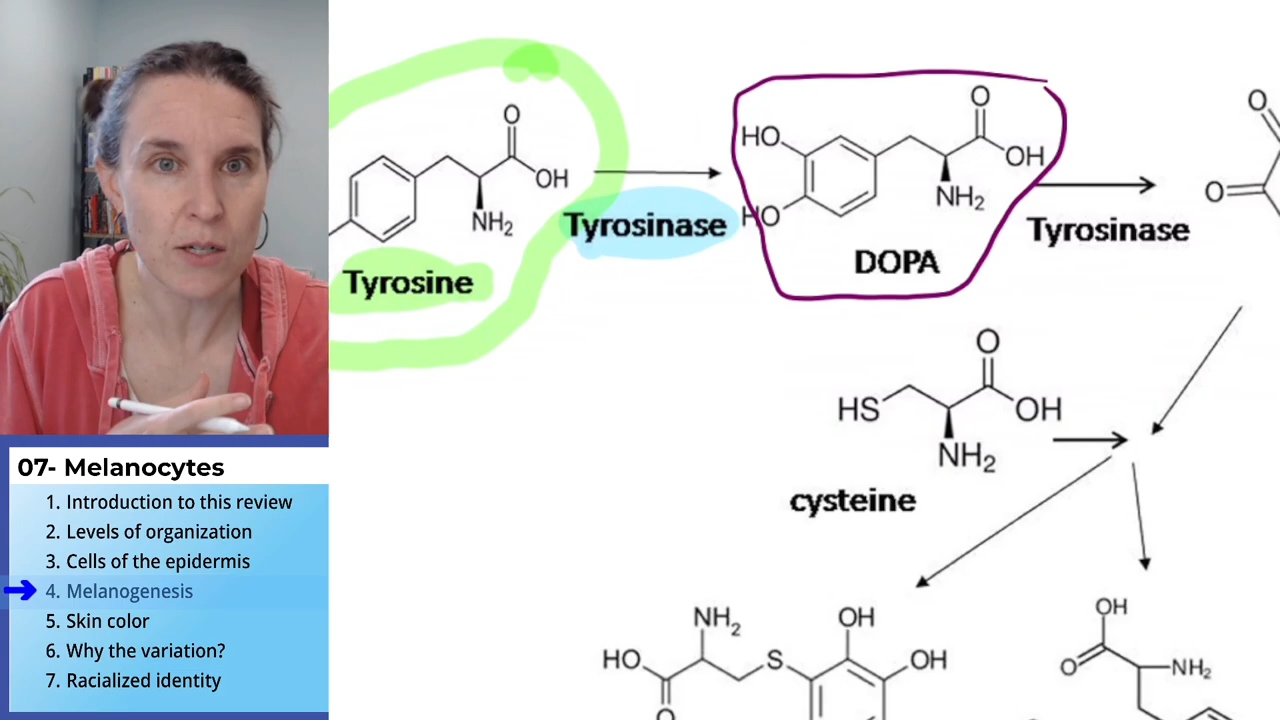 O
OH
NH2
Tyrosine
Tyrosinase
HO
HO
O
OH
NH2
DOPA
Tyrosinase
O
O
HS
O
OH
NH2
cysteine
NH2
HO
O
S
OH
OH
OH
O
NH2
07- Melanocytes
1. Introduction to this review
2. Levels of organization
3. Cells of the epidermis
4. Melanogenesis
5. Skin color
6. Why the variation?
7. Racialized identity